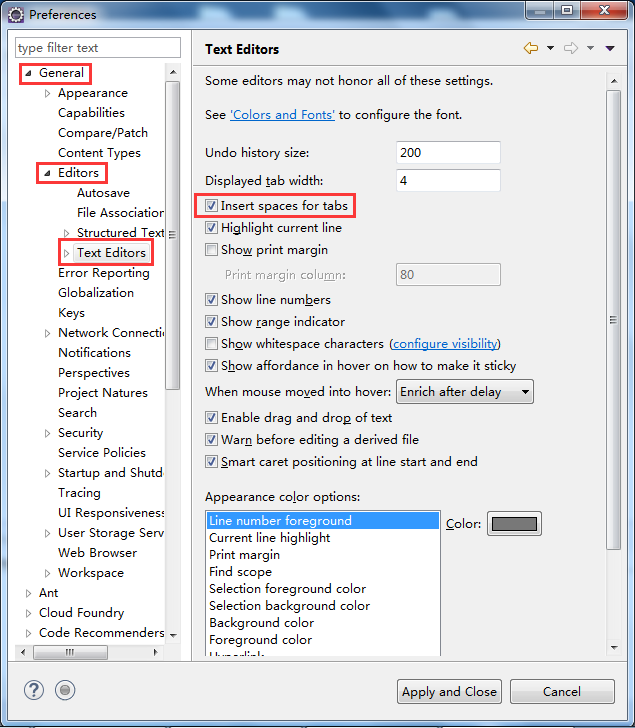 Preferences
type filter text
General
Appearance
Capabilities
Compare/Patch
Content Types
Editors
Autosave
File Association
Structured Text
Text Editors
Error Reporting
Globalization
Keys
Network Connectic
Notifications
Perspectives
Project Natures
Search
Security
Service Policies
Startup and Shutdo
Tracing
UI Responsiveness
User Storage Serv
Web Browser
Workspace
Ant
Cloud Foundry
Code Recommenders
Text Editors
Some editors may not honor all of these settings.
See 'Colors and Fonts' to configure the font.
Undo history size: 200
Displayed tab width: 4
Insert spaces for tabs
Highlight current line
Show print margin
Print margin column: 80
Show line numbers
Show range indicator
Show whitespace characters (configure visibility)
Show affordance in hover on how to make it sticky
When mouse moved into hover: Enrich after delay
Enable drag and drop of text
Warn before editing a derived file
Smart caret positioning at line start and end
Appearance color options:
Line number foreground
Current line highlight
Print margin
Find scope
Selection foreground color
Selection background color
Background color
Foreground color
Hyperlink
Color:
?
Apply and Close
Cancel